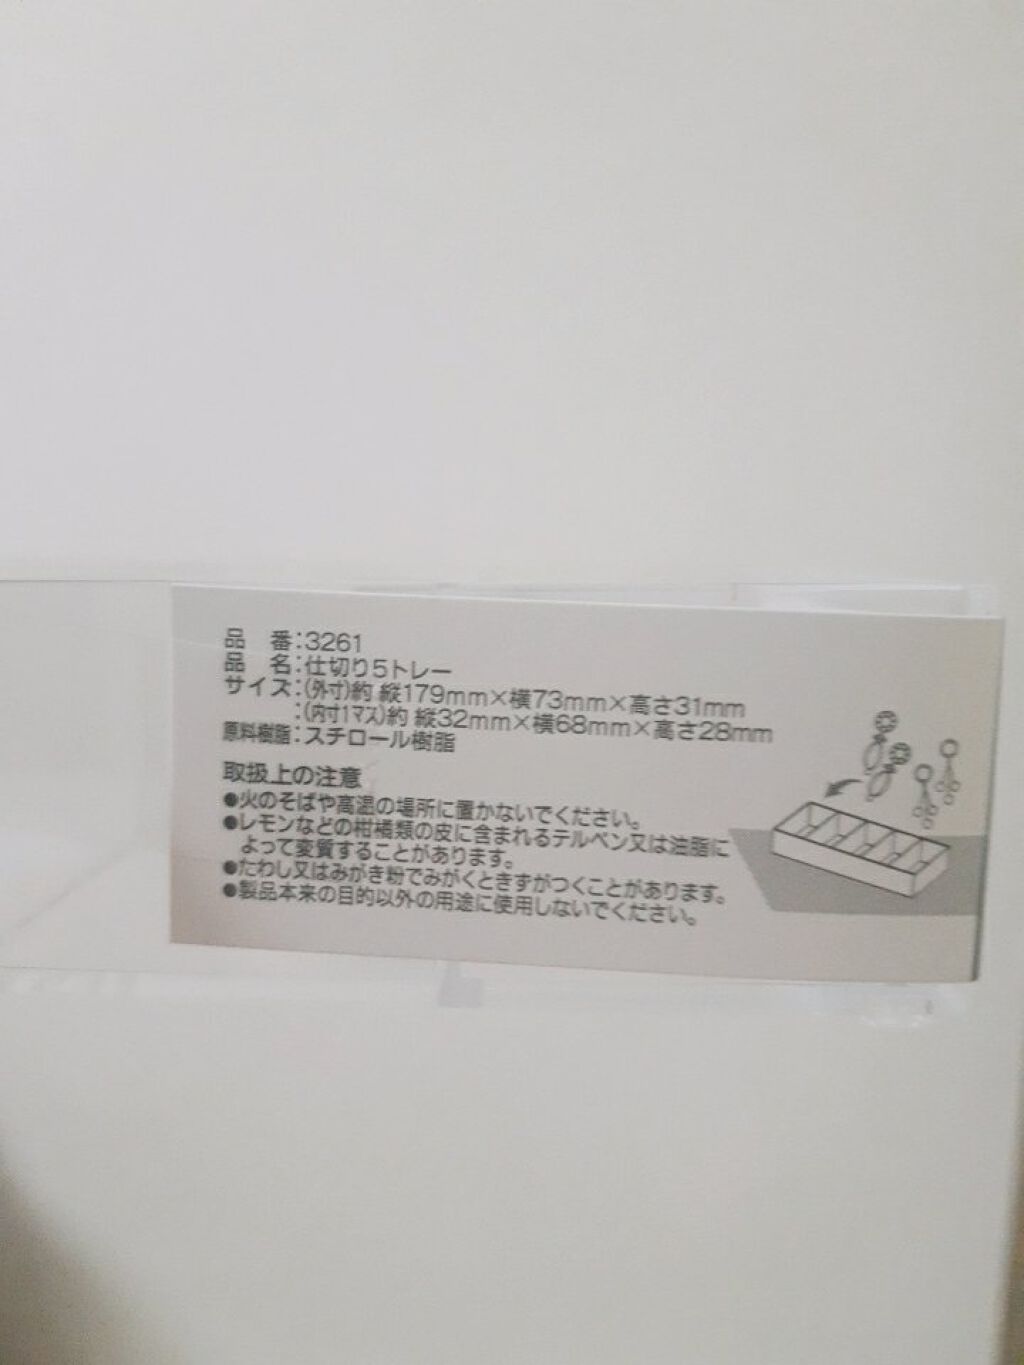 品 番：3261
品 名：仕切り5トレー
サイズ：(外寸)約 縦179mm×横73mm×高さ31mm
：(内寸1マス)約 縦32mm×横68mm×高さ28mm
原料樹脂：スチロール樹脂
取扱上の注意
●火のそばや高温の場所に置かないでください。
●レモンなどの柑橘類の皮に含まれるテルペン又は油脂に
よって変質することがあります。
●たわし又はみがき粉でみがくときずがつくことがあります。
●製品本来の目的以外の用途に使用しないでください。